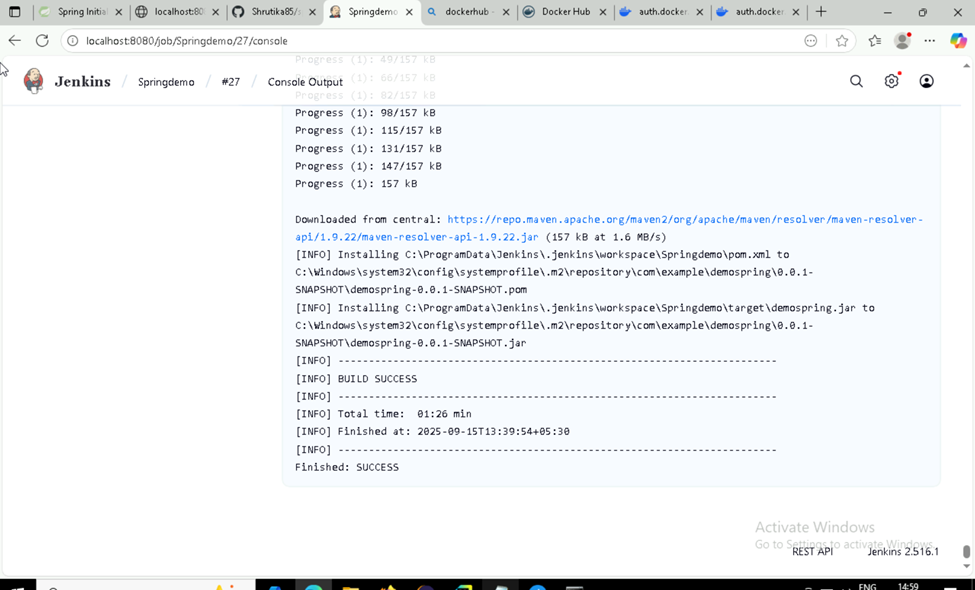 Spring Initial
localhost:80
Shrutika85/s
Springdemo
dockerhub
Docker Hub
auth.docker.
auth.docker.
localhost:8080/job/Springdemo/27/console
Progress (1): 49/157 kB
Jenkins / Springdemo / #27 / Console Output
Progress (1): 66/157 kB
Progress (1): 82/157 kB
Progress (1): 98/157 kB
Progress (1): 115/157 kB
Progress (1): 131/157 kB
Progress (1): 147/157 kB
Progress (1): 157 kB
Downloaded from central: https://repo.maven.apache.org/maven2/org/apache/maven/resolver/maven-resolver-
api/1.9.22/maven-resolver-api-1.9.22.jar (157 kB at 1.6 MB/s)
[INFO] Installing C:\ProgramData\Jenkins\.jenkins\workspace\Springdemo\pom.xml to
C:\Windows\system32\config\systemprofile\.m2\repository\com\example\demospring\0.0.1-
SNAPSHOT\demospring-0.0.1-SNAPSHOT.pom
[INFO] Installing C:\ProgramData\Jenkins\.jenkins\workspace\Springdemo\target\demospring.jar to
C:\Windows\system32\config\systemprofile\.m2\repository\com\example\demospring\0.0.1-
SNAPSHOT\demospring-0.0.1-SNAPSHOT.jar
[INFO] ------------------------------------------------------------------------
[INFO] BUILD SUCCESS
[INFO] ------------------------------------------------------------------------
[INFO] Total time:  01:26 min
[INFO] Finished at: 2025-09-15T13:39:54+05:30
[INFO] ------------------------------------------------------------------------
Finished: SUCCESS
Activate Windows
Go to Settings to activate Windows.
REST API
Jenkins 2.516.1
ENG
14:59